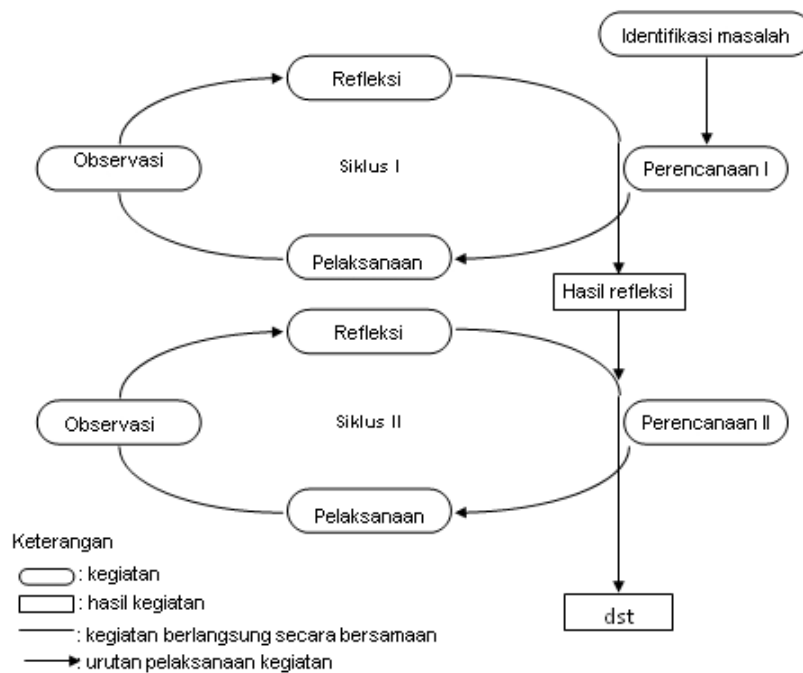 Identifikasi masalah
Refleksi
Observasi
Siklus I
Perencanaan I
Pelaksanaan
Hasil refleksi
Refleksi
Observasi
Siklus II
Perencanaan II
Pelaksanaan
Keterangan
: kegiatan
: hasil kegiatan
: kegiatan berlangsung secara bersamaan
: urutan pelaksanaan kegiatan
dst